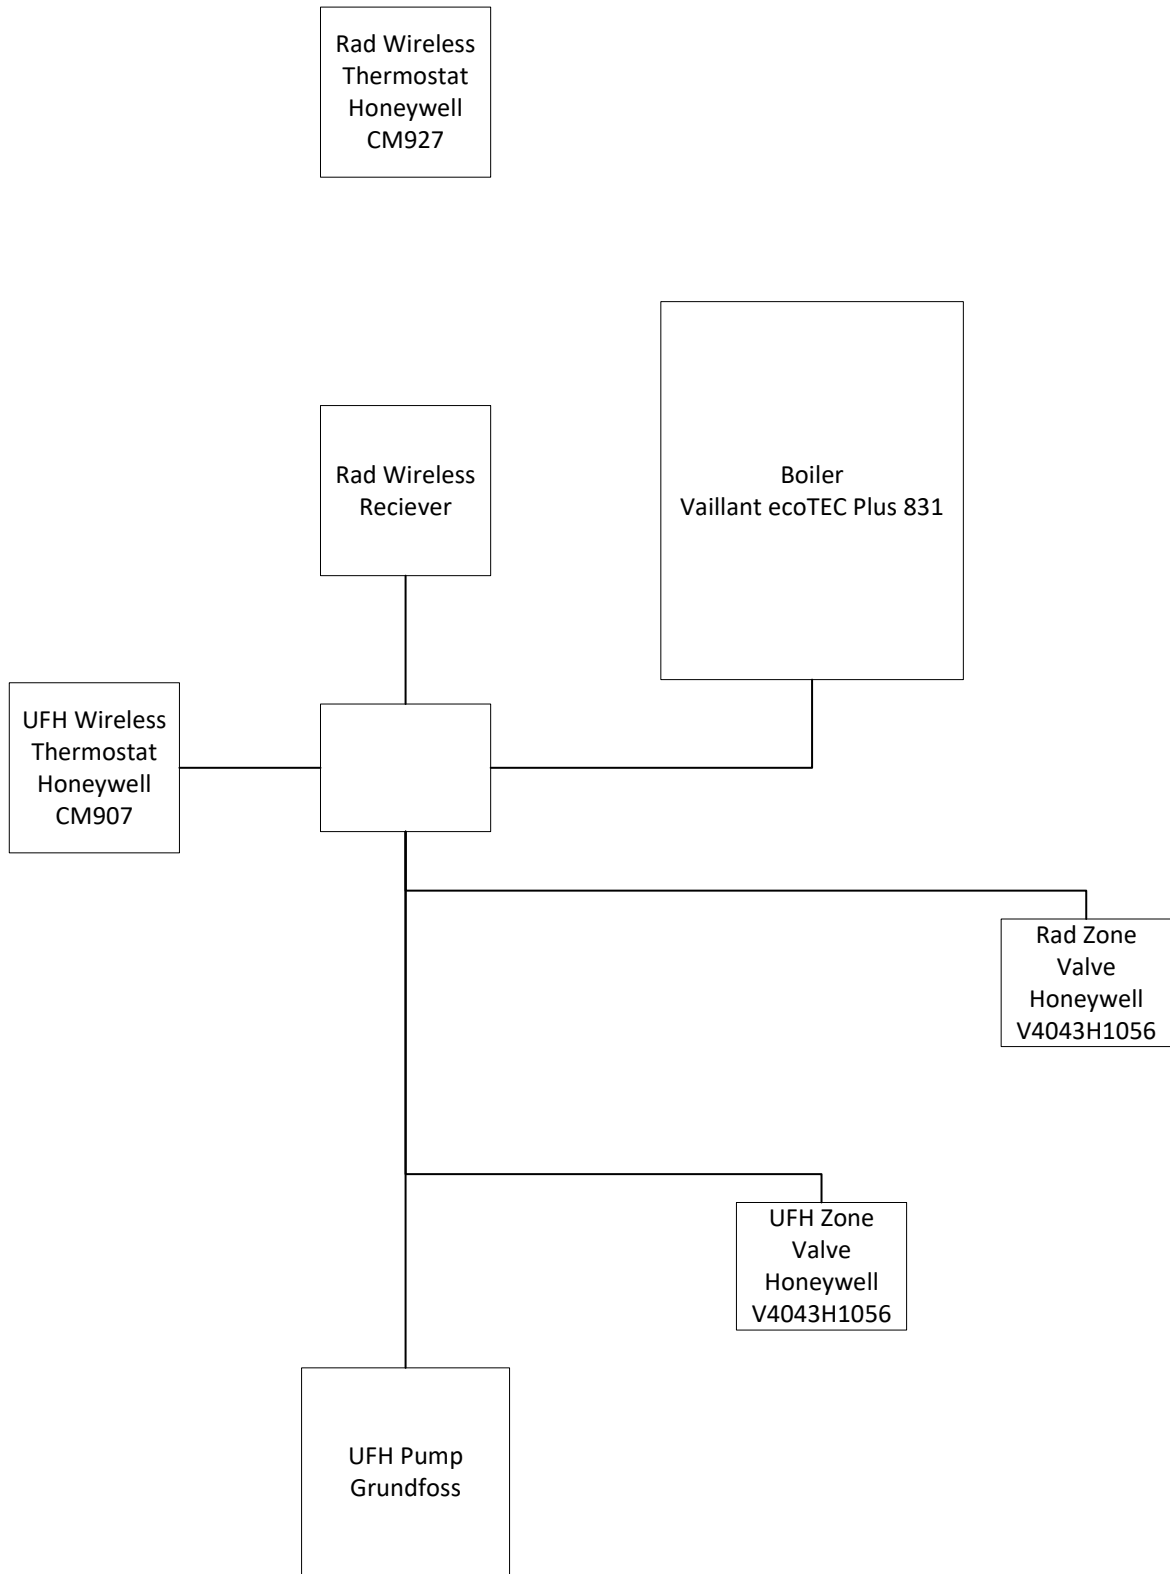 Rad Wireless
Thermostat
Honeywell
CM927
Rad Wireless
Reciever
Boiler
Vaillant ecoTEC Plus 831
UFH Wireless
Thermostat
Honeywell
CM907
Rad Zone
Valve
Honeywell
V4043H1056
UFH Zone
Valve
Honeywell
V4043H1056
UFH Pump
Grundfoss